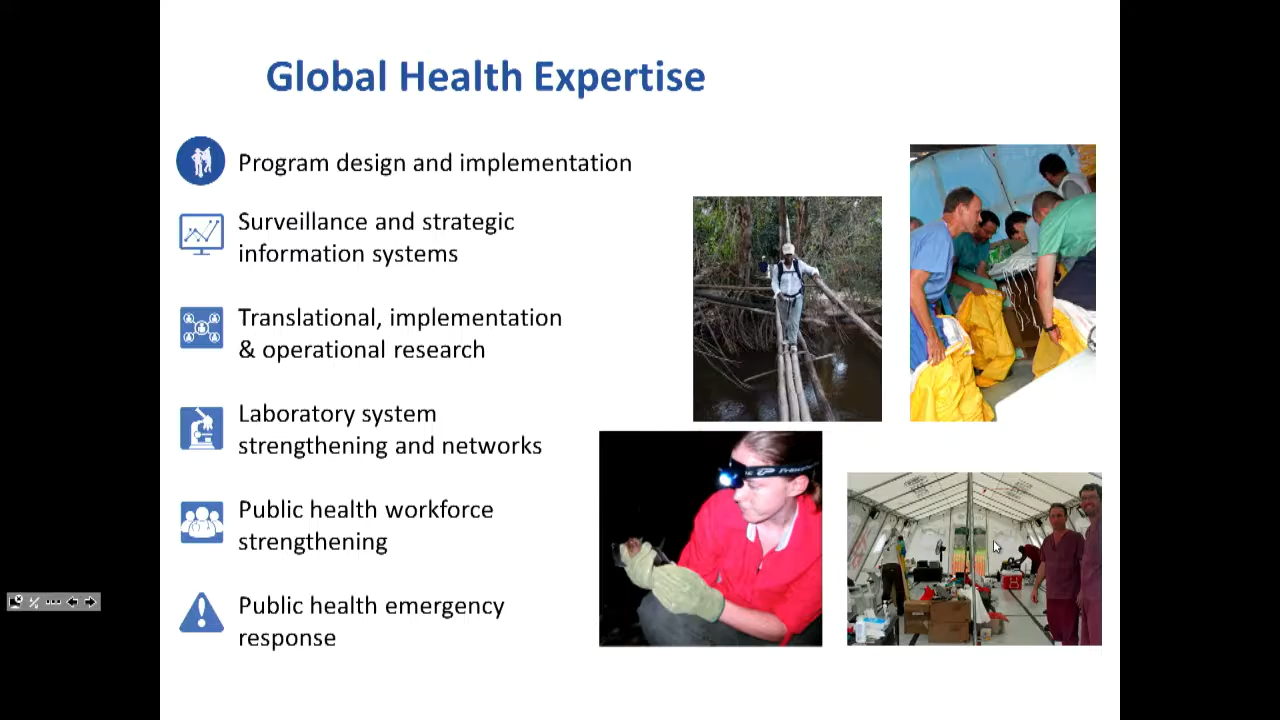 Global Health Expertise
Program design and implementation
Surveillance and strategic
information systems
Translational, implementation
& operational research
Laboratory system
strengthening and networks
Public health workforce
strengthening
Public health emergency
response